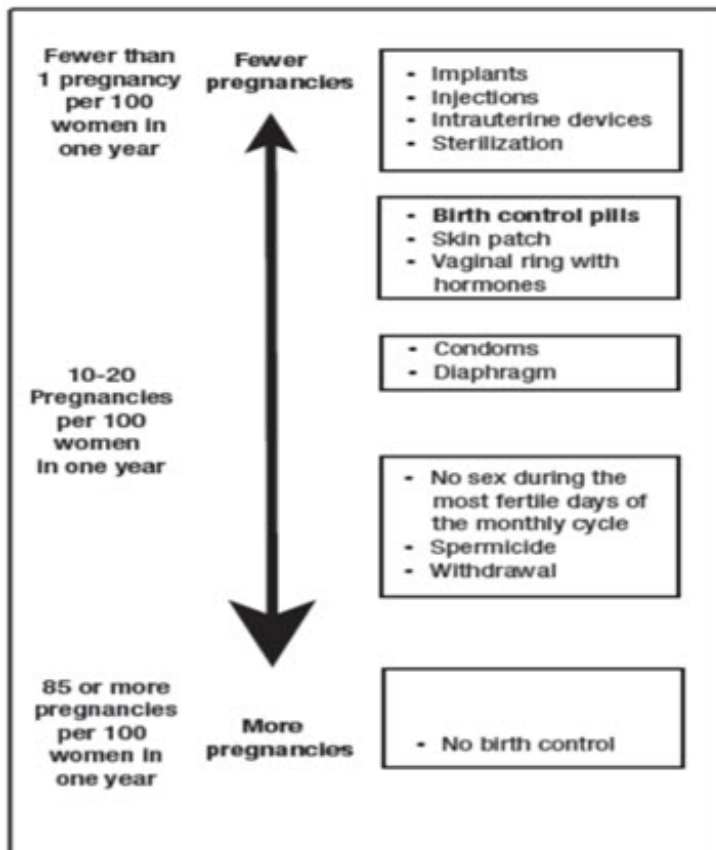 Fewer than
1 pregnancy
per 100
women in
one year
Fewer
pregnancies
• Implants
• Injections
• Intrauterine devices
• Sterilization
• Birth control pills
• Skin patch
• Vaginal ring with
hormones
10-20
Pregnancies
per 100
women
in one year
• Condoms
• Diaphragm
• No sex during the
most fertile days of
the monthly cycle
• Spermicide
• Withdrawal
85 or more
pregnancies
per 100
women in
one year
More
pregnancies
• No birth control